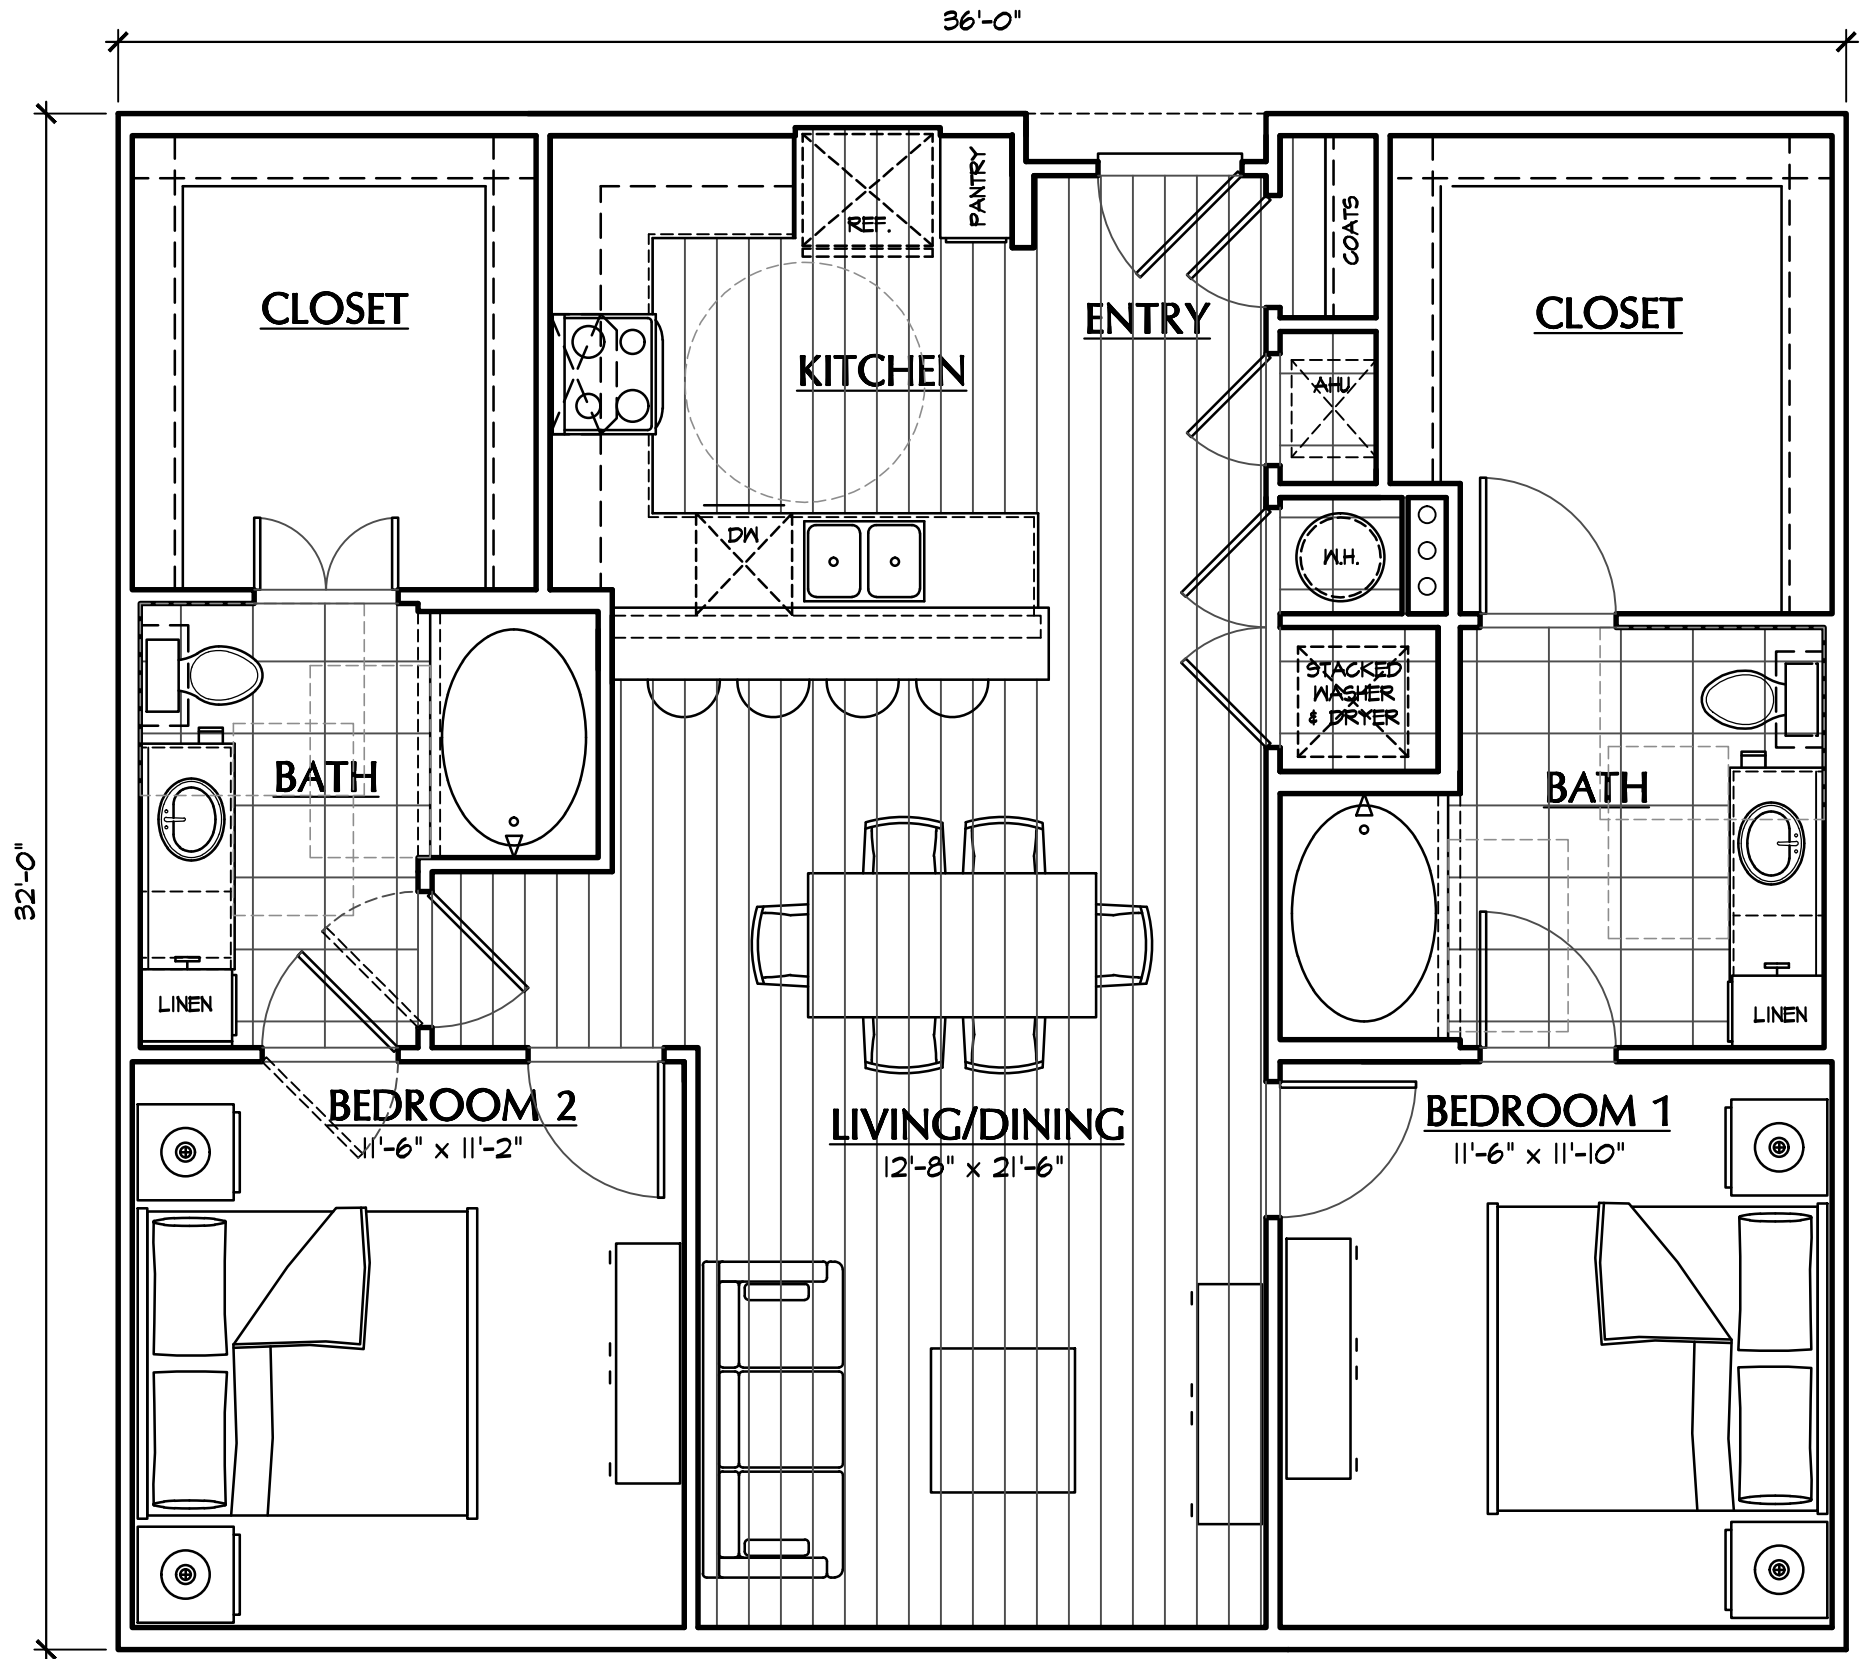 36'-0"
32'-0"
CLOSET
REF.
PANTRY
ENTRY
COATS
CLOSET
KITCHEN
AHU
DW
W.H.
STACKED
WASHER
& DRYER
BATH
BATH
LINEN
LINEN
BEDROOM 2
11'-6" x 11'-2"
LIVING/DINING
12'-8" x 21'-6"
BEDROOM 1
11'-6" x 11'-10"